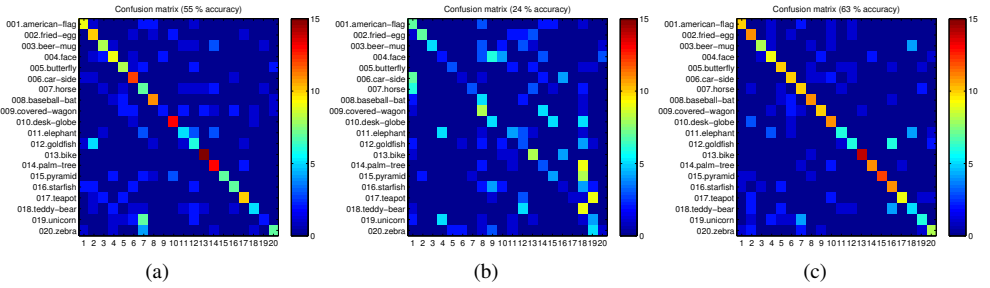 Confusion matrix (55 % accuracy)
001.american-flag
002.fried-egg
003.beer-mug
004.face
005.butterfly
006.car-side
007.horse
008.baseball-bat
009.covered-wagon
010.desk-globe
011.elephant
012.goldfish
013.bike
014.palm-tree
015.pyramid
016.starfish
017.teapot
018.teddy-bear
019.unicorn
020.zebra
1 2 3 4 5 6 7 8 9 10 11 12 13 14 15 16 17 18 19 20
15
10
5
0
(a)
Confusion matrix (24 % accuracy)
001.american-flag
002.fried-egg
003.beer-mug
004.face
005.butterfly
006.car-side
007.horse
008.baseball-bat
009.covered-wagon
010.desk-globe
011.elephant
012.goldfish
013.bike
014.palm-tree
015.pyramid
016.starfish
017.teapot
018.teddy-bear
019.unicorn
020.zebra
1 2 3 4 5 6 7 8 9 10 11 12 13 14 15 16 17 18 19 20
15
10
5
0
(b)
Confusion matrix (63 % accuracy)
001.american-flag
002.fried-egg
003.beer-mug
004.face
005.butterfly
006.car-side
007.horse
008.baseball-bat
009.covered-wagon
010.desk-globe
011.elephant
012.goldfish
013.bike
014.palm-tree
015.pyramid
016.starfish
017.teapot
018.teddy-bear
019.unicorn
020.zebra
1 2 3 4 5 6 7 8 9 10 11 12 13 14 15 16 17 18 19 20
15
10
5
0
(c)